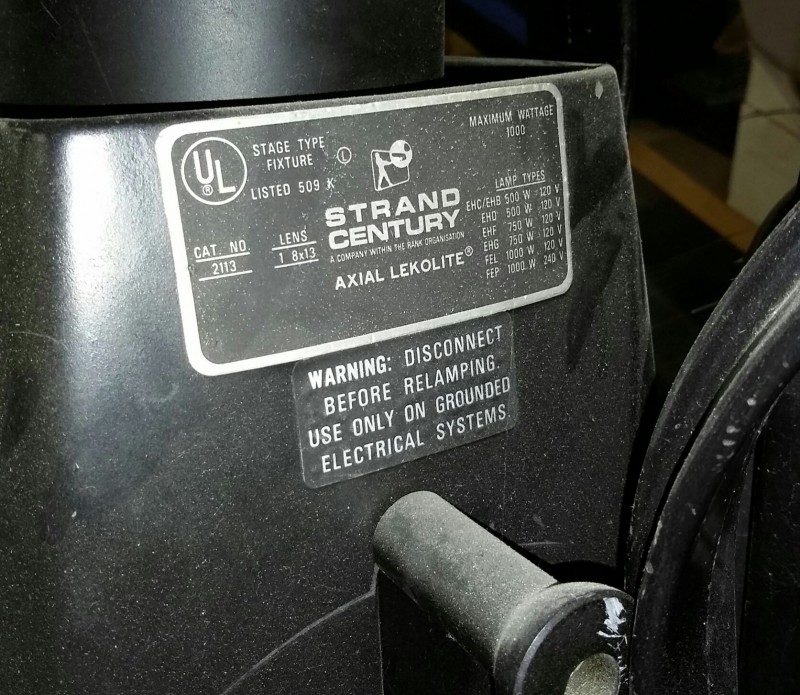 UL
®
STAGE TYPE
FIXTURE
L
LISTED 509 K
MAXIMUM WATTAGE
1000
STRAND
CENTURY
A COMPANY WITHIN THE RANK ORGANISATION
AXIAL LEKOLITE®
CAT. NO.
2113
LENS
1 8x13
LAMP TYPES
EHC/EHB 500 W 120 V
EHD 500 W 120 V
EHF 750 W 120 V
EHG 750 W 120 V
FEL 1000 W 120 V
FEP 1000 W 240 V
WARNING: DISCONNECT
BEFORE RELAMPING.
USE ONLY ON GROUNDED
ELECTRICAL SYSTEMS.